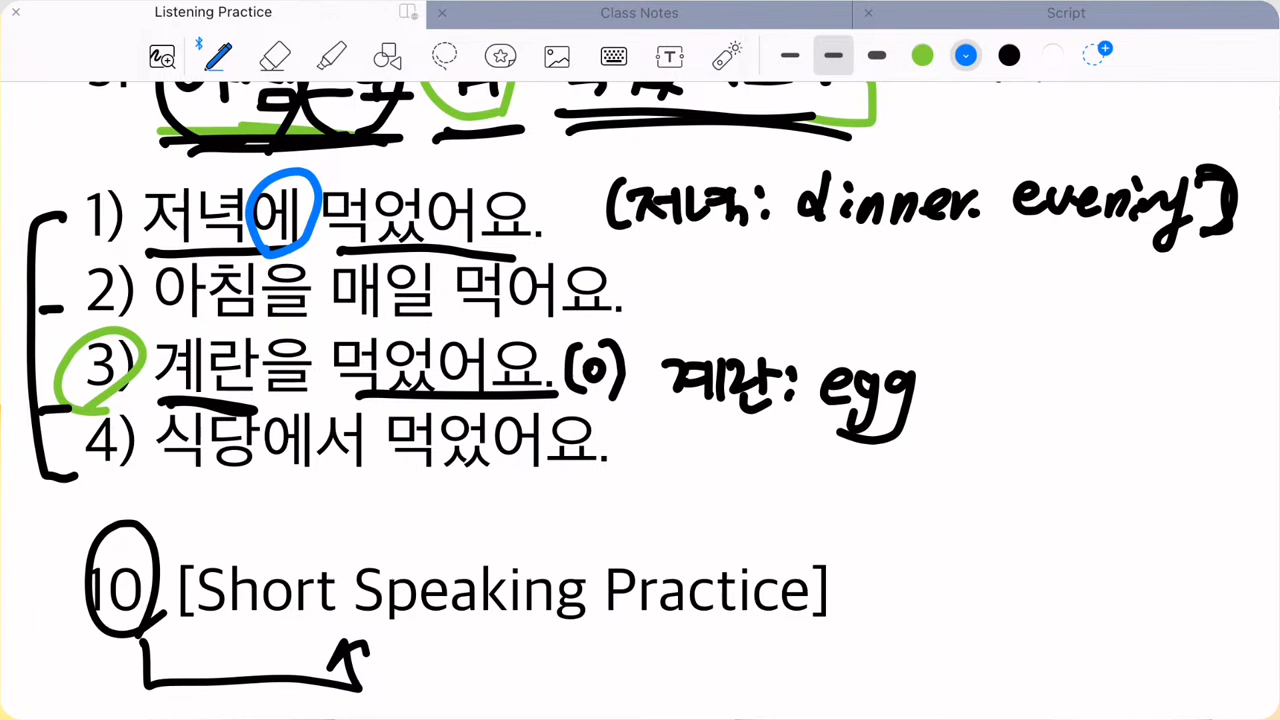 Listening Practice
Class Notes
Script
1) 저녁에 먹었어요. (저녁: dinner. evening)
2) 아침을 매일 먹어요.
3) 계란을 먹었어요. (0) 계란: egg
4) 식당에서 먹었어요.
10 [Short Speaking Practice]